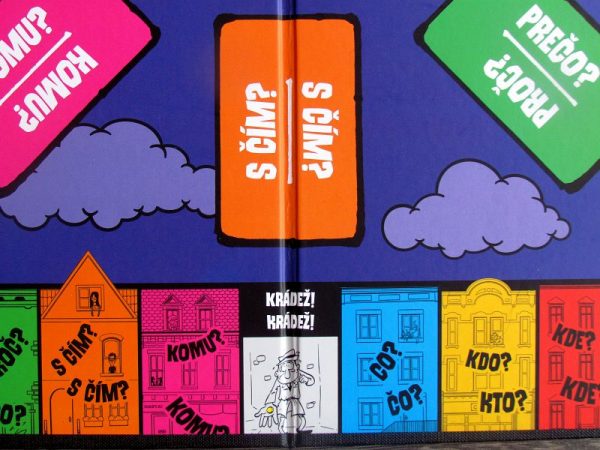 KOMU?
KOMU?
S ČÍM?
S ČÍM?
PREČO?
PROČ?
KRÁDEŽ!
KRÁDEŽ!
S ČÍM?
S ČÍM?
KOMU?
KOMU?
CO?
ČO?
KDO?
KTO?
KDE?
KDE?